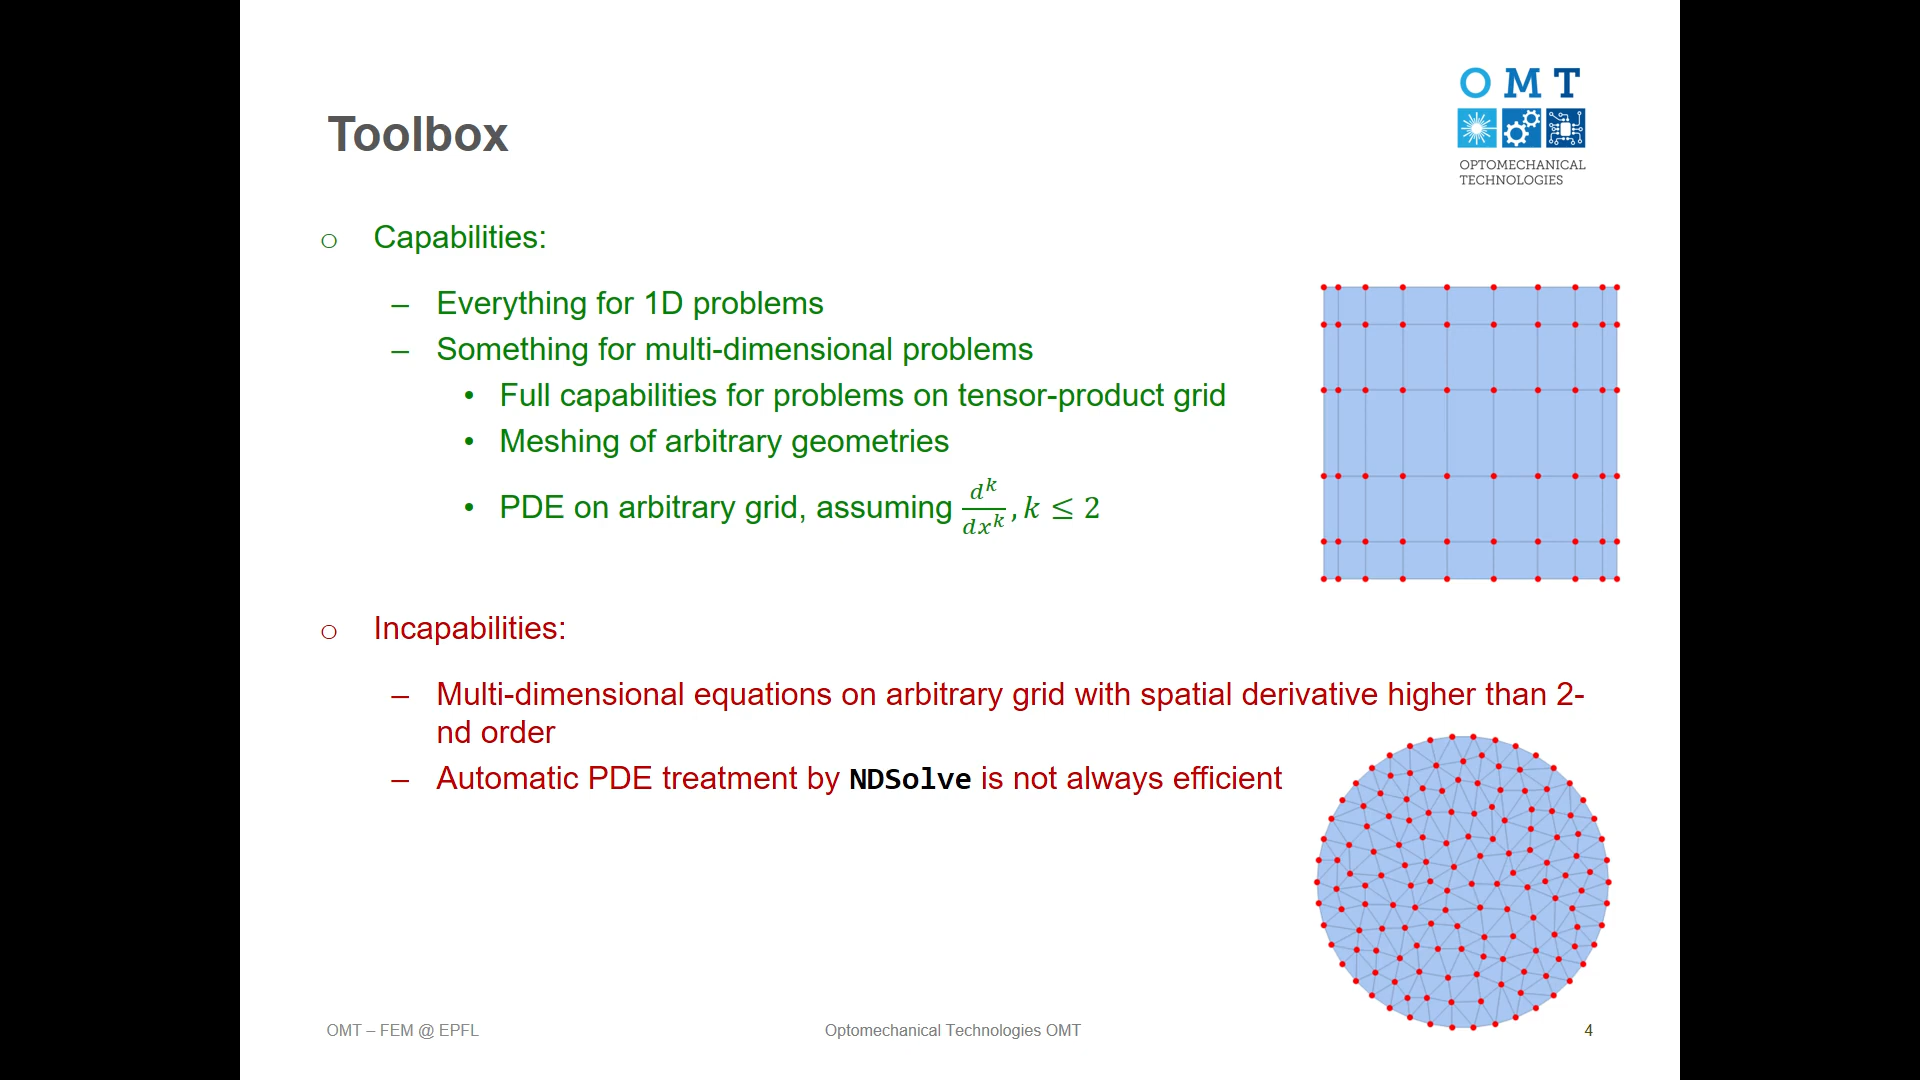 O M T
OPTOMECHANICAL
TECHNOLOGIES
Toolbox
○ Capabilities:
– Everything for 1D problems
– Something for multi-dimensional problems
• Full capabilities for problems on tensor-product grid
• Meshing of arbitrary geometries
• PDE on arbitrary grid, assuming d^k/dx^k, k ≤ 2
○ Incapabilities:
– Multi-dimensional equations on arbitrary grid with spatial derivative higher than 2-
nd order
– Automatic PDE treatment by NDSolve is not always efficient
OMT – FEM @ EPFL
Optomechanical Technologies OMT
4